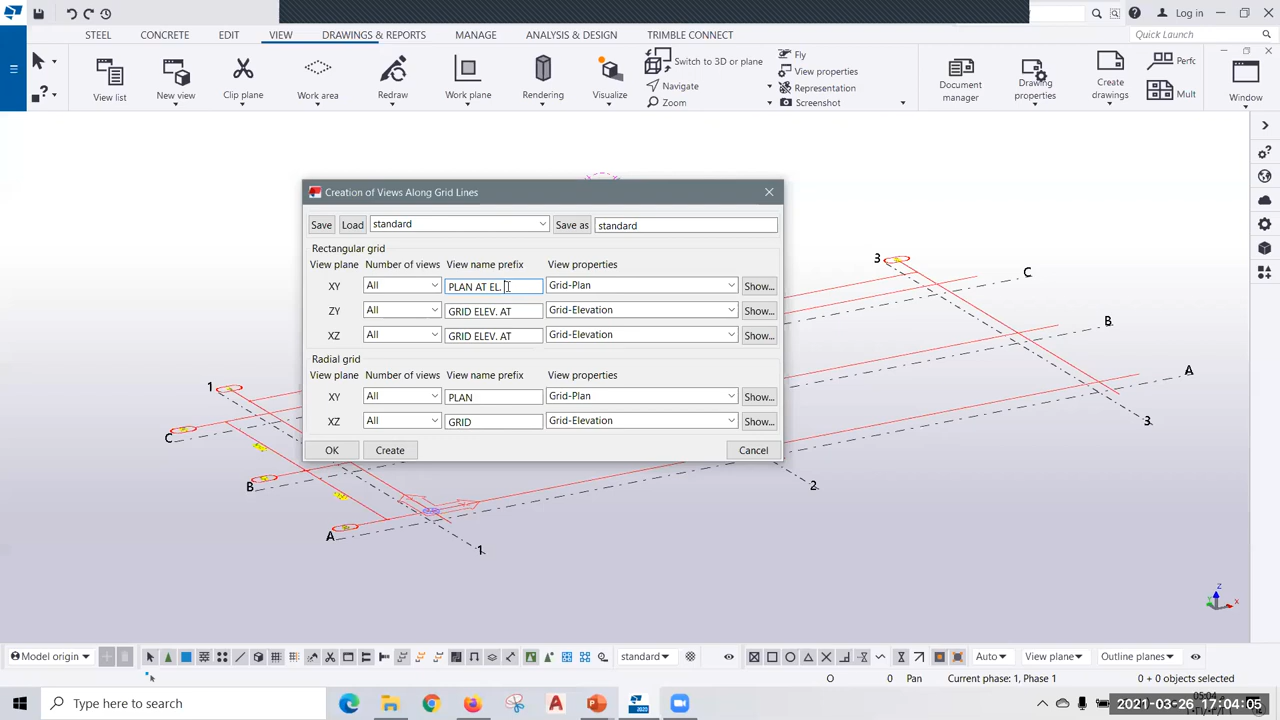 Log in
STEEL CONCRETE EDIT VIEW DRAWINGS & REPORTS MANAGE ANALYSIS & DESIGN TRIMBLE CONNECT Quick Launch
View list New view Clip plane Work area Redraw Work plane Rendering Visualize
Switch to 3D or plane
Navigate
Zoom
Fly
View properties
Representation
Screenshot
Document manager
Drawing properties
Create drawings
Perfc
Mult
Window
Creation of Views Along Grid Lines
Save Load standard Save as standard
Rectangular grid
View plane Number of views View name prefix View properties
XY All PLAN AT EL. Grid-Plan Show...
ZY All GRID ELEV. AT Grid-Elevation Show...
XZ All GRID ELEV. AT Grid-Elevation Show...
Radial grid
View plane Number of views View name prefix View properties
XY All PLAN Grid-Plan Show...
XZ All GRID Grid-Elevation Show...
OK Create Cancel
3
C
B
A
3
2
1
C
B
A
1
Z
Y
X
Model origin standard Auto View plane Outline planes
O 0 Pan Current phase: 1, Phase 1 0 + 0 objects selected
Type here to search
2021-03-26 17:04:05